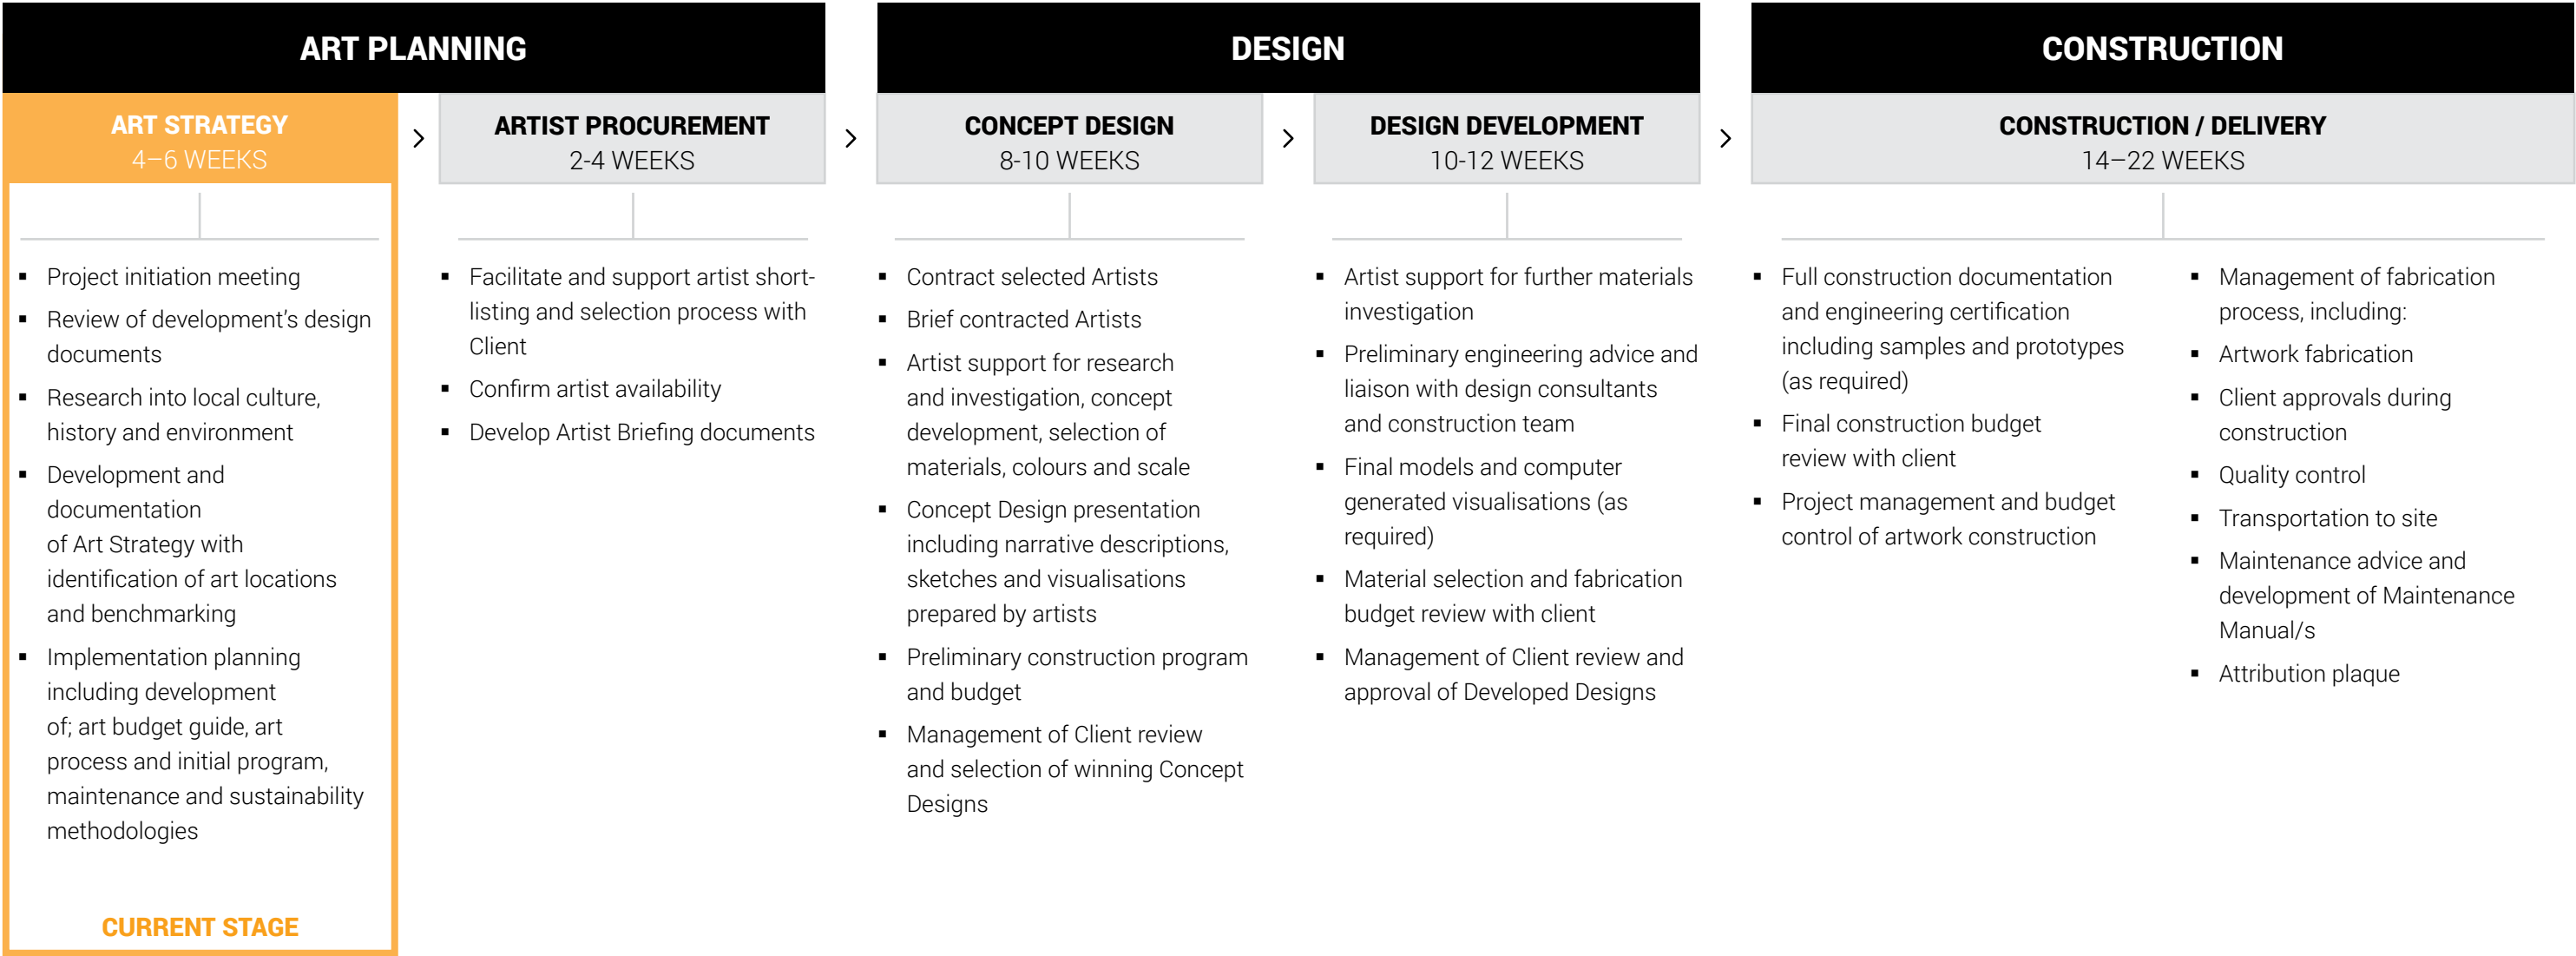 ART PLANNING
ART STRATEGY
4–6 WEEKS
▪ Project initiation meeting
▪ Review of development’s design
documents
▪ Research into local culture,
history and environment
▪ Development and
documentation
of Art Strategy with
identification of art locations
and benchmarking
▪ Implementation planning
including development
of; art budget guide, art
process and initial program,
maintenance and sustainability
methodologies
CURRENT STAGE
>
ARTIST PROCUREMENT
2-4 WEEKS
▪ Facilitate and support artist short-
listing and selection process with
Client
▪ Confirm artist availability
▪ Develop Artist Briefing documents
>
DESIGN
CONCEPT DESIGN
8-10 WEEKS
▪ Contract selected Artists
▪ Brief contracted Artists
▪ Artist support for research
and investigation, concept
development, selection of
materials, colours and scale
▪ Concept Design presentation
including narrative descriptions,
sketches and visualisations
prepared by artists
▪ Preliminary construction program
and budget
▪ Management of Client review
and selection of winning Concept
Designs
>
DESIGN DEVELOPMENT
10-12 WEEKS
▪ Artist support for further materials
investigation
▪ Preliminary engineering advice and
liaison with design consultants
and construction team
▪ Final models and computer
generated visualisations (as
required)
▪ Material selection and fabrication
budget review with client
▪ Management of Client review and
approval of Developed Designs
>
CONSTRUCTION
CONSTRUCTION / DELIVERY
14–22 WEEKS
▪ Full construction documentation
and engineering certification
including samples and prototypes
(as required)
▪ Final construction budget
review with client
▪ Project management and budget
control of artwork construction
▪ Management of fabrication
process, including:
▪ Artwork fabrication
▪ Client approvals during
construction
▪ Quality control
▪ Transportation to site
▪ Maintenance advice and
development of Maintenance
Manual/s
▪ Attribution plaque